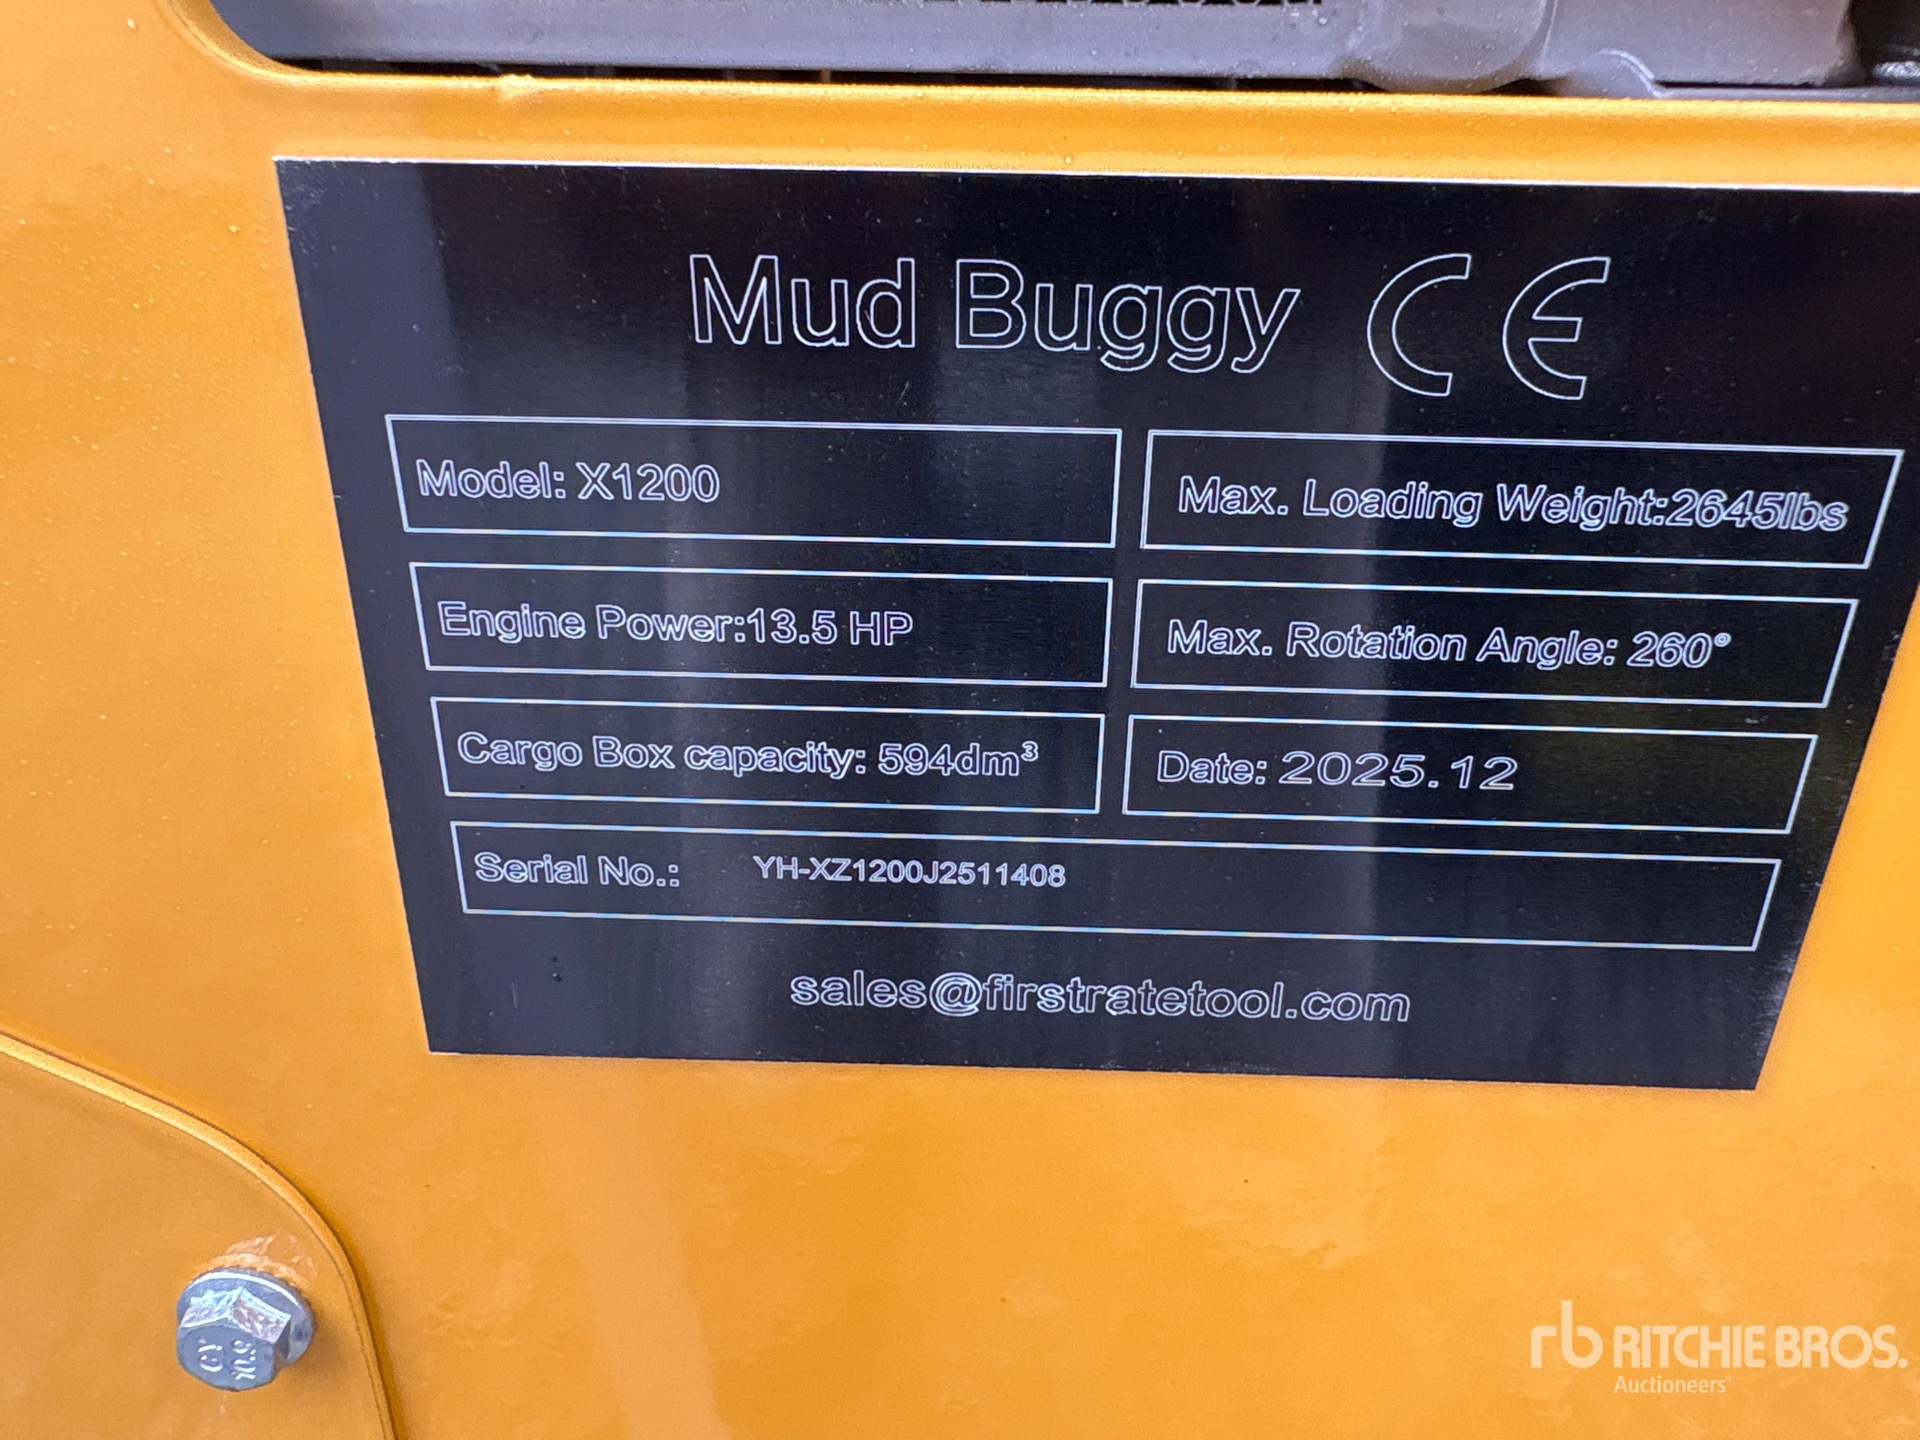 Mud Buggy CE
Model: X1200
Max. Loading Weight:2645lbs
Engine Power:13.5 HP
Max. Rotation Angle: 260°
Cargo Box capacity: 594dm³
Date: 2025.12
Serial No.: YH-XZ1200J2511408
sales@firstratetool.com
rb RITCHIE BROS.
Auctioneers